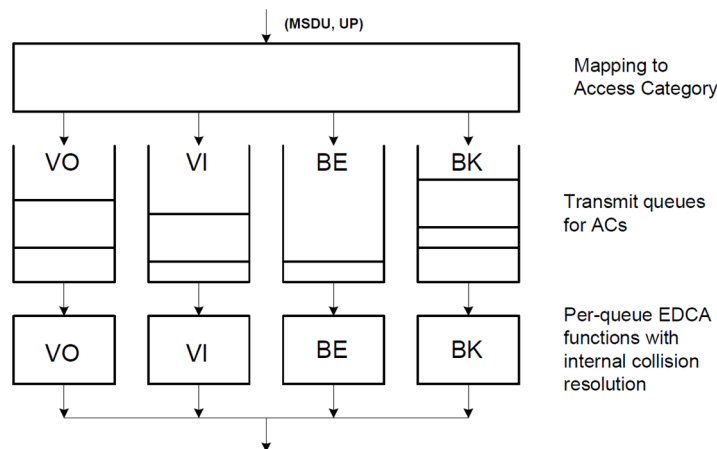 (MSDU, UP)
Mapping to
Access Category
VO VI BE BK
Transmit queues
for ACs
Per-queue EDCA
functions with
internal collision
resolution
VO VI BE BK